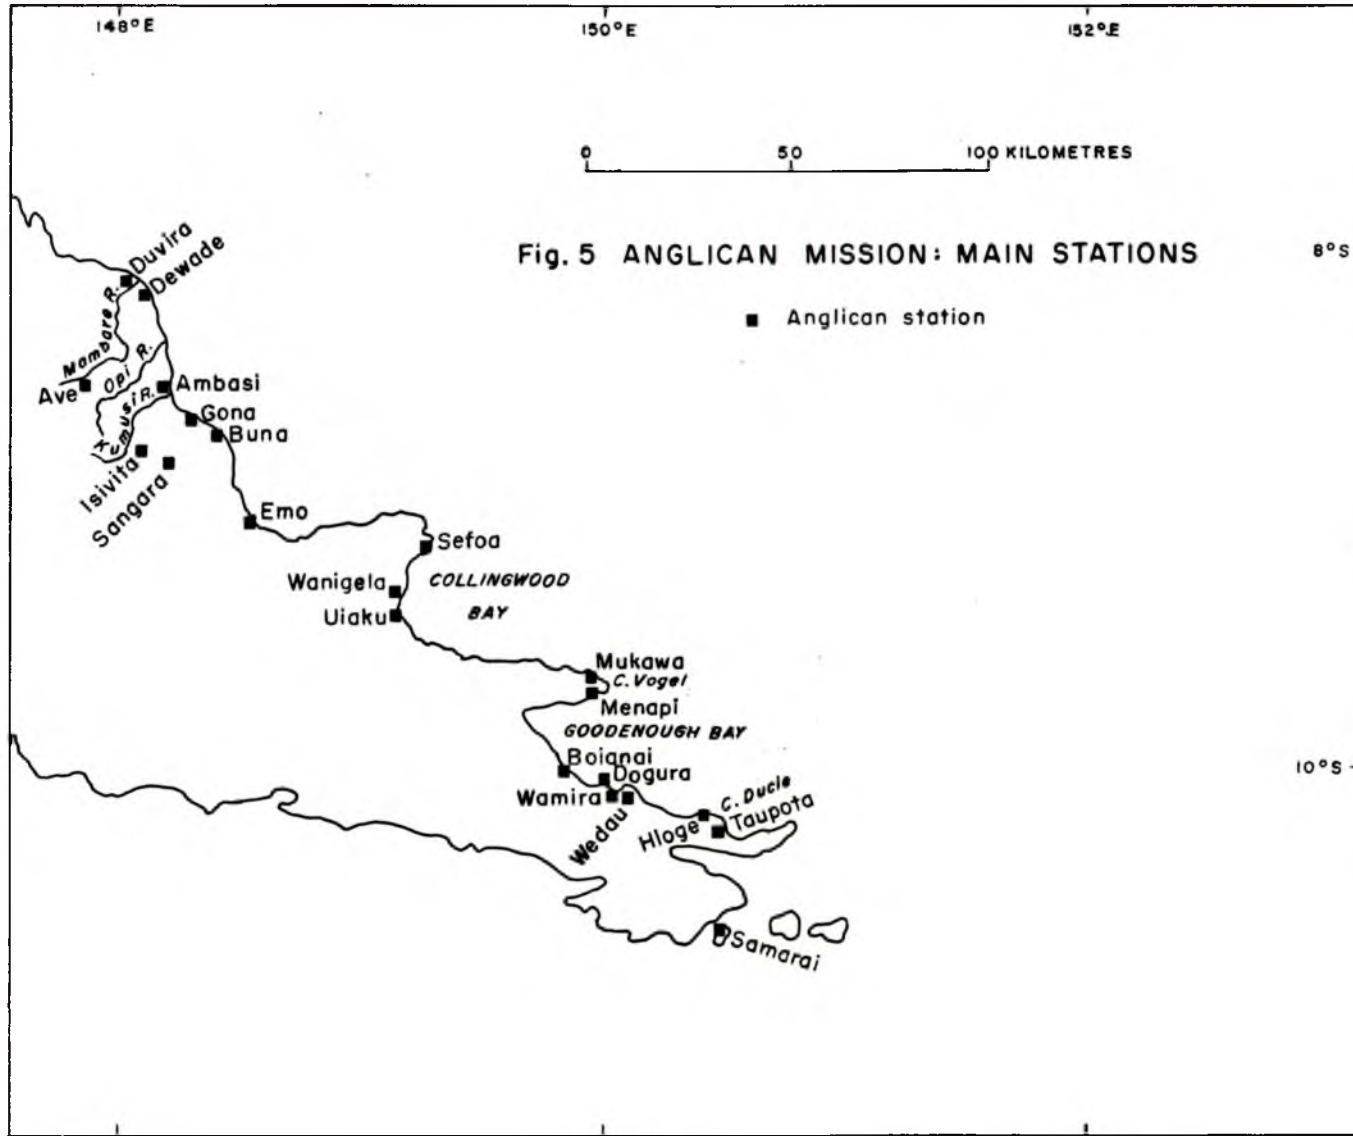 148°E
150°E
152°E
0 50 100 KILOMETRES
Fig. 5 ANGLICAN MISSION: MAIN STATIONS
8°S
Anglican station
Duvira
Dewade
Mambare R.
Opi R.
Ave
Ambasi
Kumusi R.
Gona
Buna
Isivita
Sangara
Emo
Sefoa
Wanigela
COLLINGWOOD
BAY
Uiaku
Mukawa
C. Vogel
Menapi
GOODENOUGH BAY
Boianai
Dogura
10°S
Wamira
Wedau
C. Ducie
Hioge
Taupota
Samarai